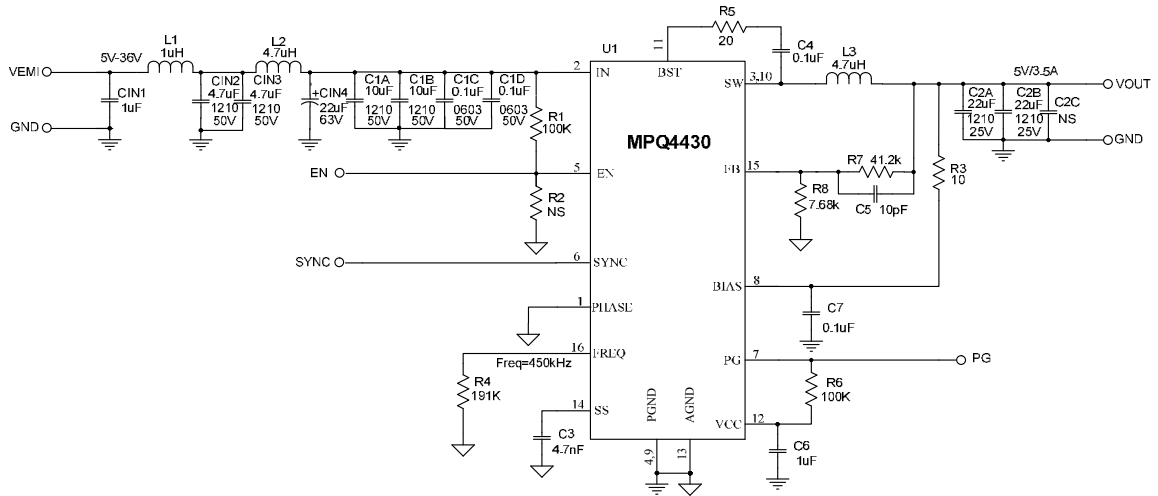 R5
20
11
U1
BST
C4
0.1uF
L1
1uH
5V-36V
VEMI
L2
4.7uH
2
IN
3,10
SW
L3
4.7uH
5V/3.5A
VOUT
CIN1
1uF
CIN2
4.7uF
1210
50V
CIN3
4.7uF
1210
50V
+CIN4
22uF
63V
C1A
10uF
1210
50V
C1B
10uF
1210
50V
C1C
0.1uF
0603
50V
C1D
0.1uF
0603
50V
R1
100K
C2A
22uF
1210
25V
C2B
22uF
1210
25V
C2C
NS
GND
GND
MPQ4430
EN
5
EN
R2
NS
FB
15
R7 41.2k
C5 10pF
R8
7.68k
R3
10
SYNC
6
SYNC
BIAS
8
C7
0.1uF
1
PHASE
16
FREQ
Freq=450kHz
R4
191K
PG
7
PG
R6
100K
14
SS
C3
4.7nF
VCC
12
C6
1uF
PGND
AGND
4,9
13